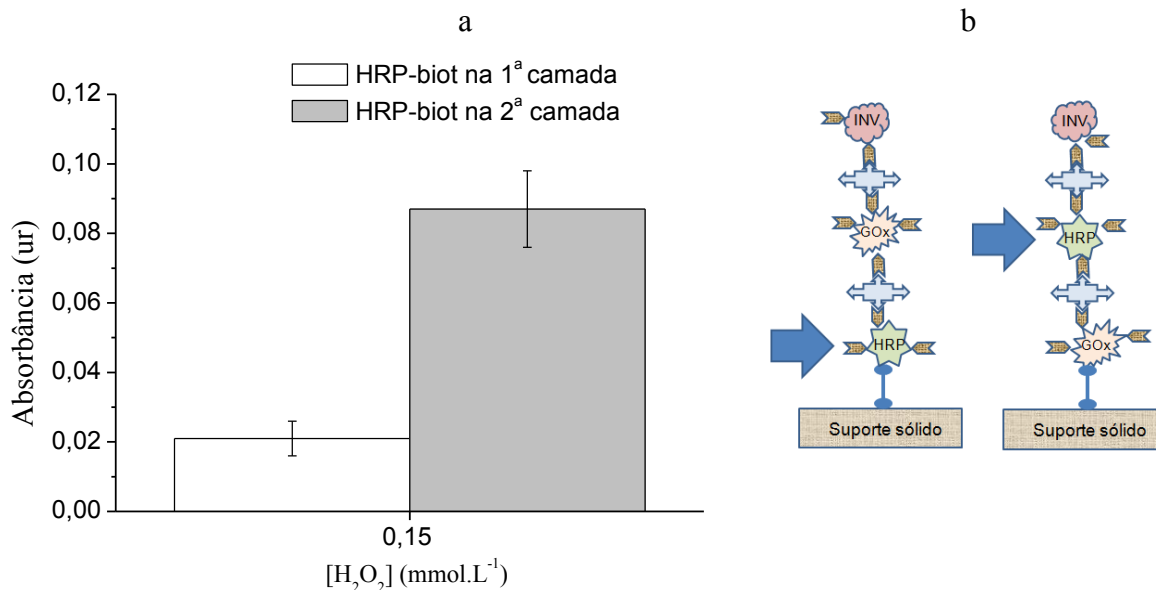 a
HRP-biot na 1ª camada
HRP-biot na 2ª camada
0,12
0,10
0,08
0,06
0,04
0,02
0,00
Absorbância (ur)
0,15
[H₂O₂] (mmol.L⁻¹)
b
INV
GOx
HRP
Suporte sólido
INV
HRP
GOx
Suporte sólido